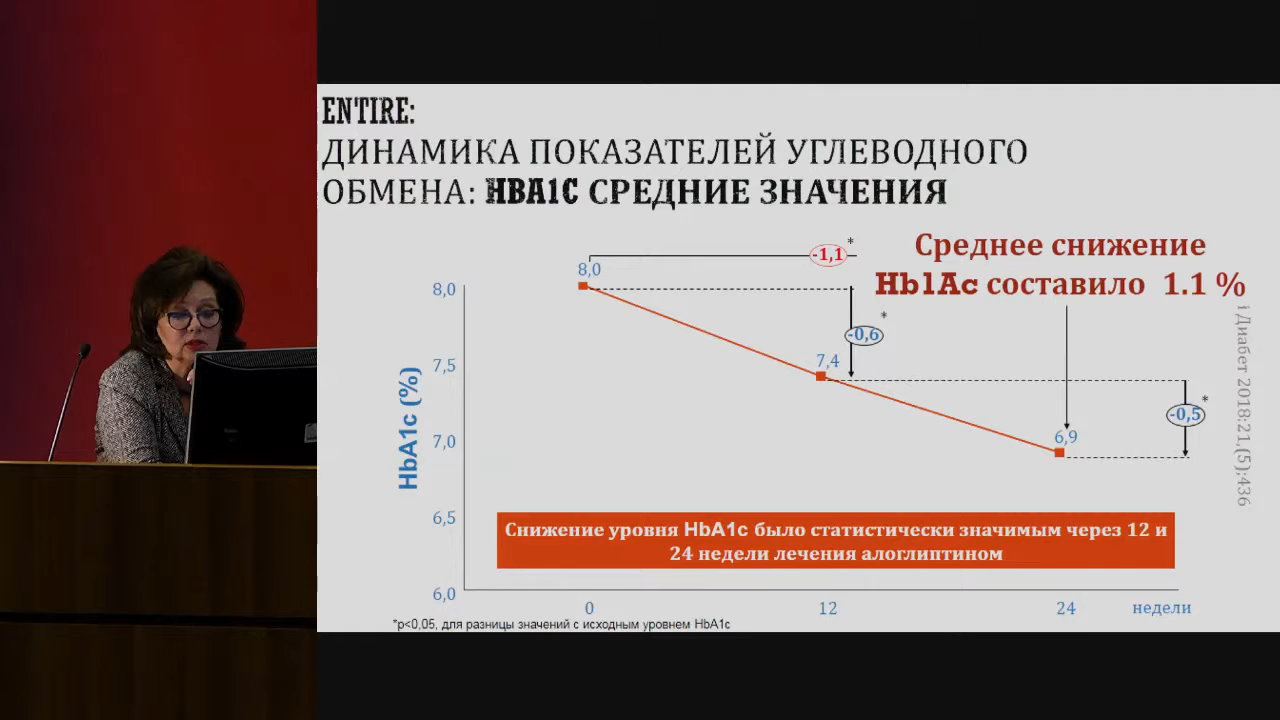 ENTIRE:
ДИНАМИКА ПОКАЗАТЕЛЕЙ УГЛЕВОДНОГО
ОБМЕНА: HBA1C СРЕДНИЕ ЗНАЧЕНИЯ
Среднее снижение
Hb1Ac составило 1.1 %
-1,1*
8,0
-0,6*
7,4
-0,5*
6,9
HbA1c (%)
8,0
7,5
7,0
6,5
6,0
Снижение уровня HbA1c было статистически значимым через 12 и
24 недели лечения алоглиптином
0 12 24 недели
*p<0,05, для разницы значений с исходным уровнем HbA1c
й Диабет 2018:21,(5);436